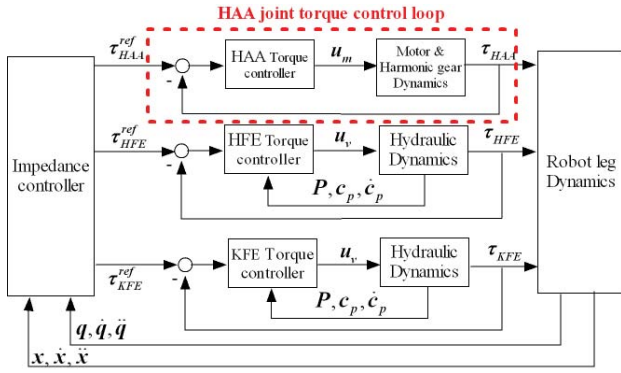 HAA joint torque control loop
τ_HAA^ref
HAA Torque
controller
u_m
Motor &
Harmonic gear
Dynamics
τ_HAA
-
τ_HFE^ref
HFE Torque
controller
u_v
Hydraulic
Dynamics
τ_HFE
-
P, c_p, ċ_p
Impedance
controller
Robot leg
Dynamics
τ_KFE^ref
KFE Torque
controller
u_v
Hydraulic
Dynamics
τ_KFE
-
P, c_p, ċ_p
q, q̇, q̈
x, ẋ, ẍ